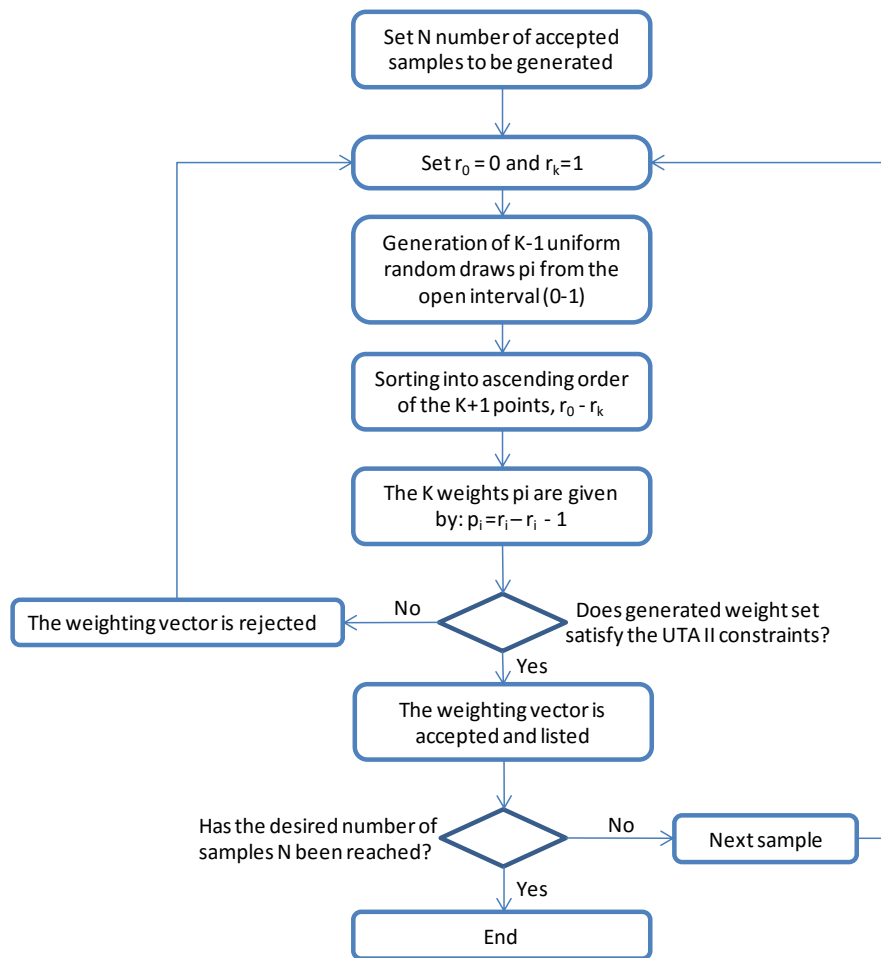 Set N number of accepted
samples to be generated
Set r₀ = 0 and rₖ=1
Generation of K-1 uniform
random draws pi from the
open interval (0-1)
Sorting into ascending order
of the K+1 points, r₀ - rₖ
The K weights pi are given
by: pᵢ=rᵢ– rᵢ - 1
No
Does generated weight set
satisfy the UTA II constraints?
The weighting vector is rejected
Yes
The weighting vector is
accepted and listed
Has the desired number of
samples N been reached?
No
Next sample
Yes
End